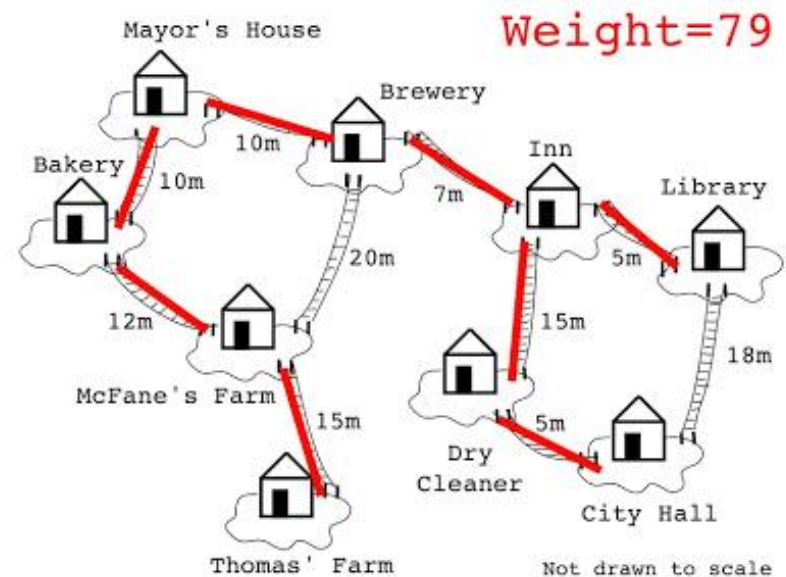 Mayor's House
Weight=79
Brewery
10m
Bakery
10m
Inn
7m
Library
5m
20m
12m
15m
18m
McFane's Farm
15m
5m
Dry
Cleaner
City Hall
Thomas' Farm
Not drawn to scale